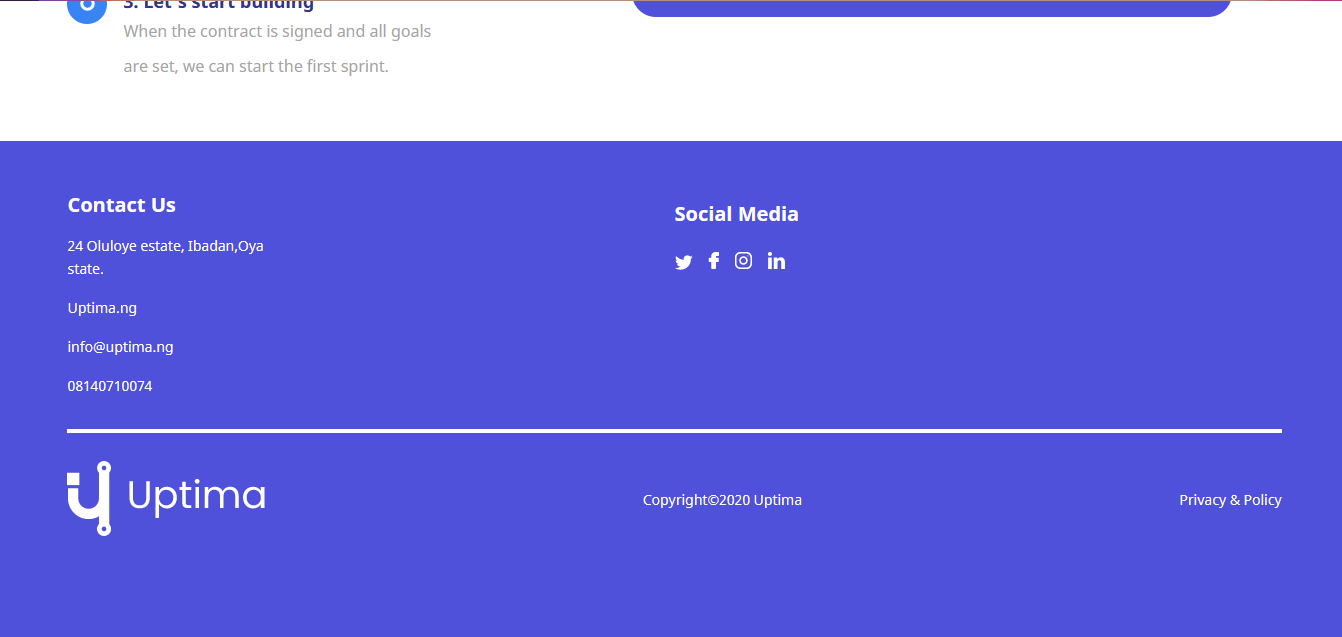 3. Let's start building
When the contract is signed and all goals
are set, we can start the first sprint.
Contact Us
24 Oluloye estate, Ibadan,Oya
state.
Uptima.ng
info@uptima.ng
08140710074
Social Media
Uptima
Copyright©2020 Uptima
Privacy & Policy